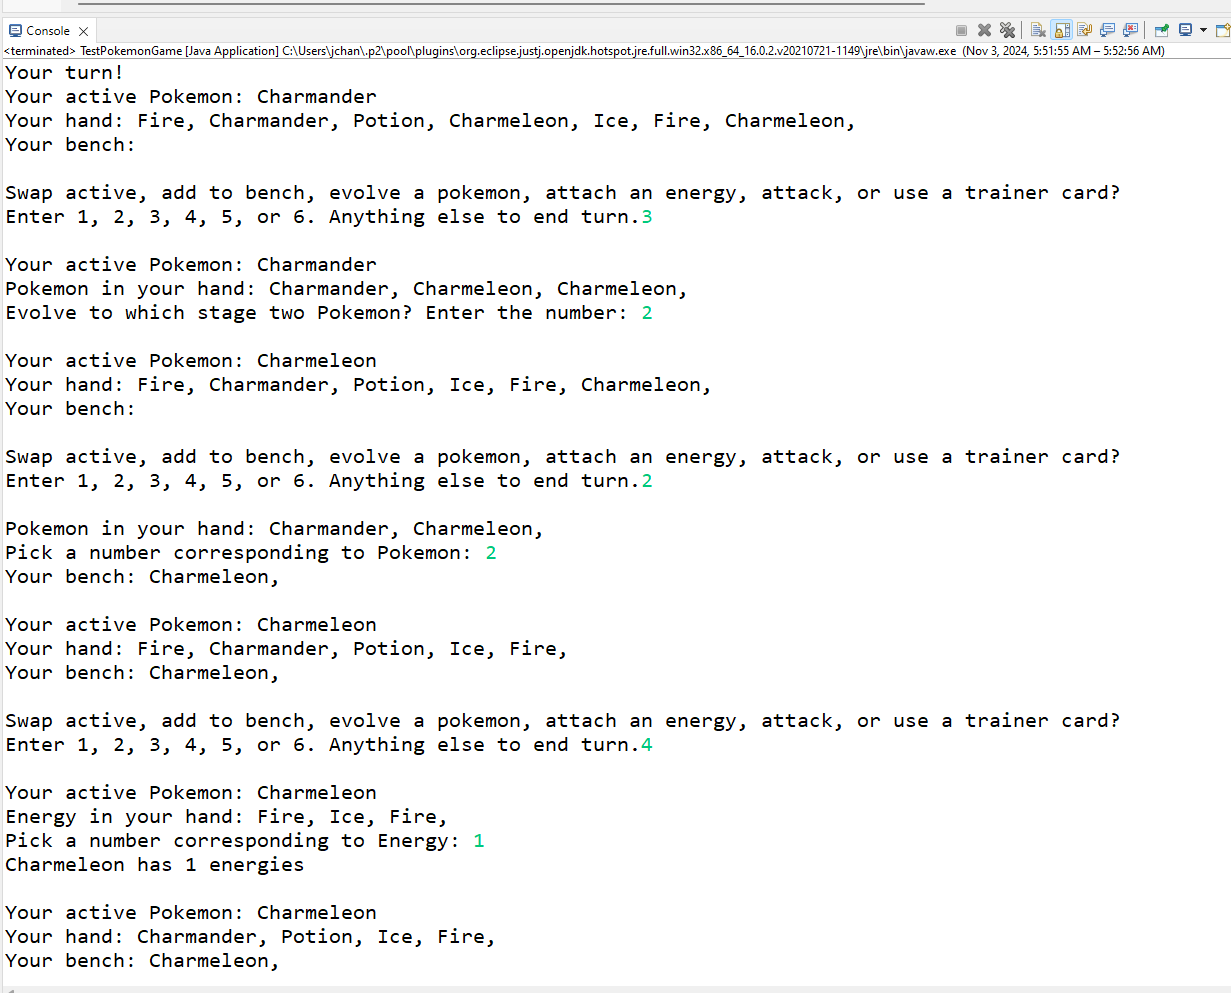 Console
<terminated> TestPokemonGame [Java Application] C:\Users\jchan\.p2\pool\plugins\org.eclipse.justj.openjdk.hotspot.jre.full.win32.x86_64_16.0.2.v20210721-1149\jre\bin\javaw.exe (Nov 3, 2024, 5:51:55 AM – 5:52:56 AM)
Your turn!
Your active Pokemon: Charmander
Your hand: Fire, Charmander, Potion, Charmeleon, Ice, Fire, Charmeleon,
Your bench:
Swap active, add to bench, evolve a pokemon, attach an energy, attack, or use a trainer card?
Enter 1, 2, 3, 4, 5, or 6. Anything else to end turn.3
Your active Pokemon: Charmander
Pokemon in your hand: Charmander, Charmeleon, Charmeleon,
Evolve to which stage two Pokemon? Enter the number: 2
Your active Pokemon: Charmeleon
Your hand: Fire, Charmander, Potion, Ice, Fire, Charmeleon,
Your bench:
Swap active, add to bench, evolve a pokemon, attach an energy, attack, or use a trainer card?
Enter 1, 2, 3, 4, 5, or 6. Anything else to end turn.2
Pokemon in your hand: Charmander, Charmeleon,
Pick a number corresponding to Pokemon: 2
Your bench: Charmeleon,
Your active Pokemon: Charmeleon
Your hand: Fire, Charmander, Potion, Ice, Fire,
Your bench: Charmeleon,
Swap active, add to bench, evolve a pokemon, attach an energy, attack, or use a trainer card?
Enter 1, 2, 3, 4, 5, or 6. Anything else to end turn.4
Your active Pokemon: Charmeleon
Energy in your hand: Fire, Ice, Fire,
Pick a number corresponding to Energy: 1
Charmeleon has 1 energies
Your active Pokemon: Charmeleon
Your hand: Charmander, Potion, Ice, Fire,
Your bench: Charmeleon,